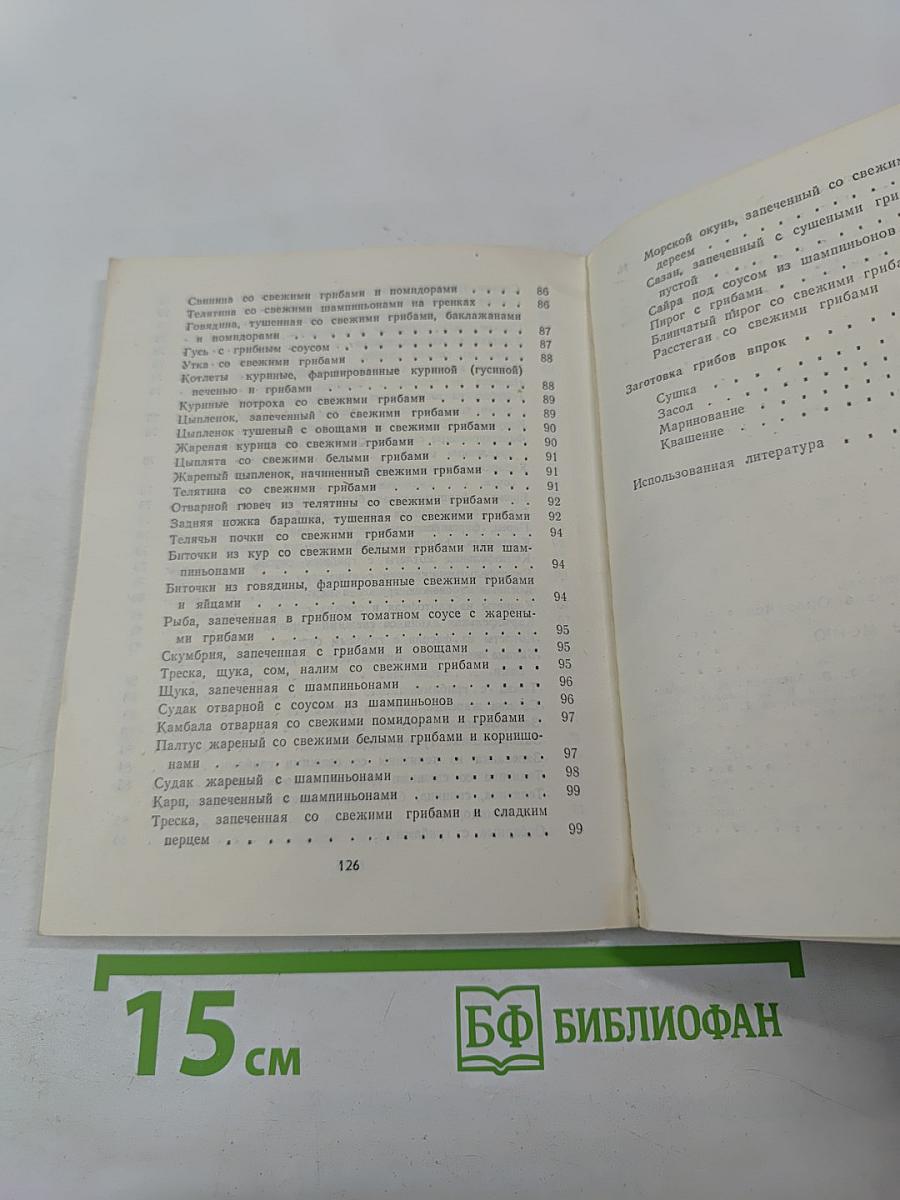 Свинина со свежими грибами и помидорами . . . . 86
Телятина со свежими шампиньонами на гренках . . . 86
Говядина, тушенная со свежими грибами, баклажанами
и помидорами . . . . . . . . . . . . . 87
Гусь с грибным соусом . . . . . . . . . . . 87
Утка со свежими грибами . . . . . . . . . . 88
Котлеты куриные, фаршированные куриной (гусиной)
печенью и грибами . . . . . . . . . . . . 88
Куриные потроха со свежими грибами . . . . . . 89
Цыпленок, запеченный со свежими грибами . . . . 89
Цыпленок тушеный с овощами и свежими грибами . . 90
Жареная курица со свежими грибами . . . . . . 90
Цыплята со свежими белыми грибами . . . . . . 91
Жареный цыпленок, начиненный свежими грибами . . . 91
Телятина со свежими грибами . . . . . . . . . 91
Отварной гювеч из телятины со свежими грибами . . 92
Задняя ножка барашка, тушенная со свежими грибами 92
Телячьи почки со свежими грибами . . . . . . . 94
Биточки из кур со свежими белыми грибами или шам-
пиньонами . . . . . . . . . . . . . . . 94
Биточки из говядины, фаршированные свежими грибами
и яйцами . . . . . . . . . . . . . . . . 94
Рыба, запеченная в грибном томатном соусе с жарены-
ми грибами . . . . . . . . . . . . . . . 95
Скумбрия, запеченная с грибами и овощами . . . . 95
Треска, щука, сом, налим со свежими грибами . . . 95
Щука, запеченная с шампиньонами . . . . . . . . 96
Судак отварной с соусом из шампиньонов . . . . . 96
Камбала отварная со свежими помидорами и грибами . 97
Палтус жареный со свежими белыми грибами и корнишо-
нами . . . . . . . . . . . . . . . . . . 97
Судак жареный с шампиньонами . . . . . . . . 98
Карп, запеченный с шампиньонами . . . . . . . . 99
Треска, запеченная со свежими грибами и сладким
перцем . . . . . . . . . . . . . . . . . 99
126
Морской окунь, запеченный со свежим
дереем . . . . . . . . . .
Сазан, запеченный с сушеными гри
пустой . . . . . . . . . .
Сайра под соусом из шампиньонов
Пирог с грибами . . . . . .
Блинчатый пирог со свежими гриба
Расстегаи со свежими грибами
Заготовка грибов впрок . . . . .
Сушка . . . . . . . . . .
Засол . . . . . . . . . .
Маринование . . . . . . .
Квашение . . . . . . . .
Использованная литература . . .
15 см
БФ БИБЛИОФАН